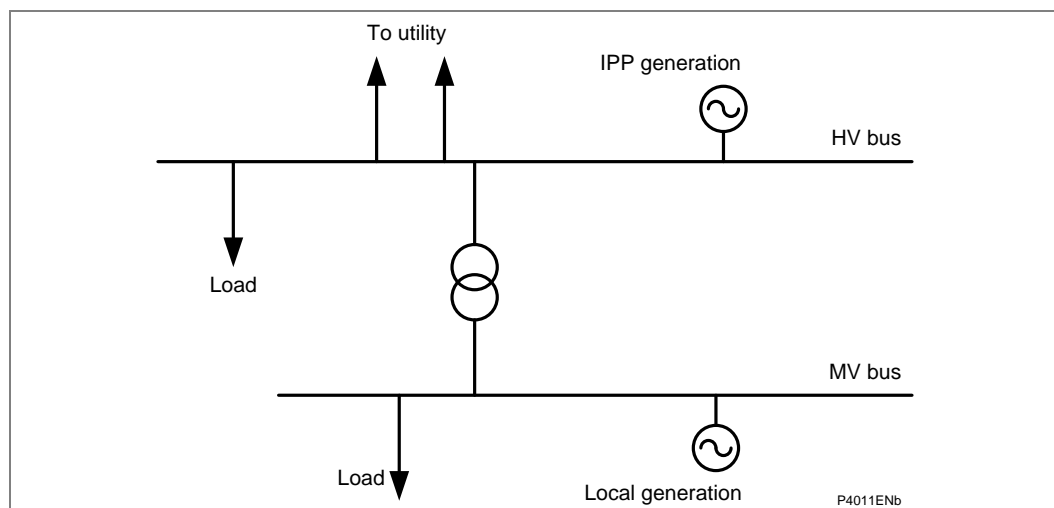 To utility
IPP generation
HV bus
Load
MV bus
Load
Local generation
P4011ENb